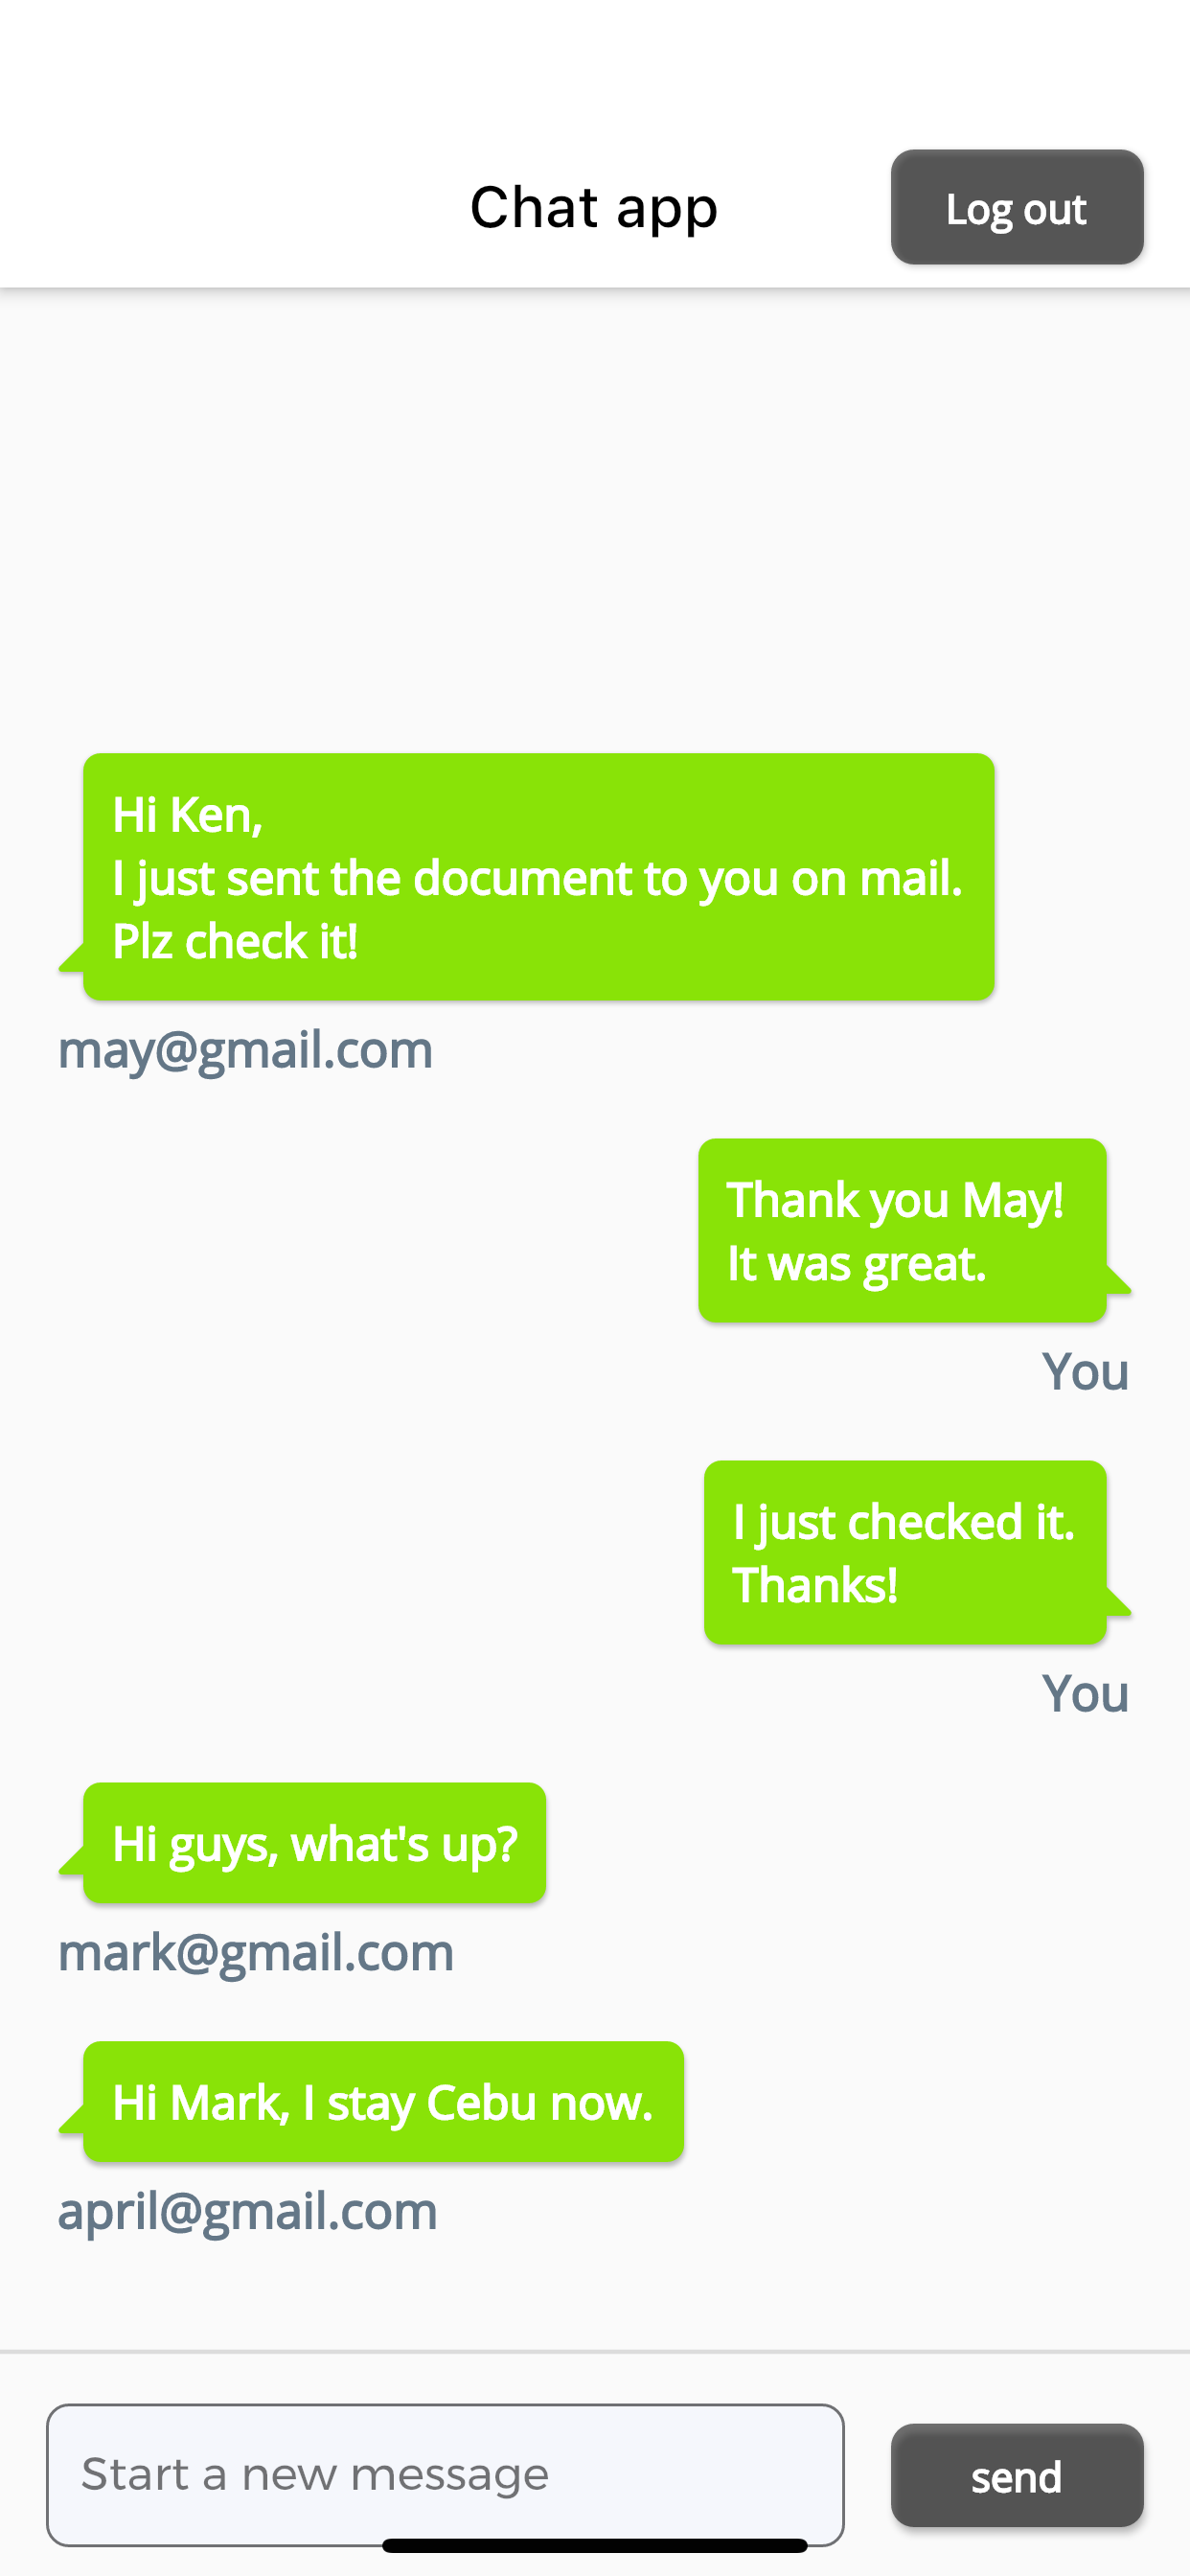 Chat app
Log out
Hi Ken,
I just sent the document to you on mail.
Plz check it!
may@gmail.com
Thank you May!
It was great.
You
I just checked it.
Thanks!
You
Hi guys, what's up?
mark@gmail.com
Hi Mark, I stay Cebu now.
april@gmail.com
Start a new message
send